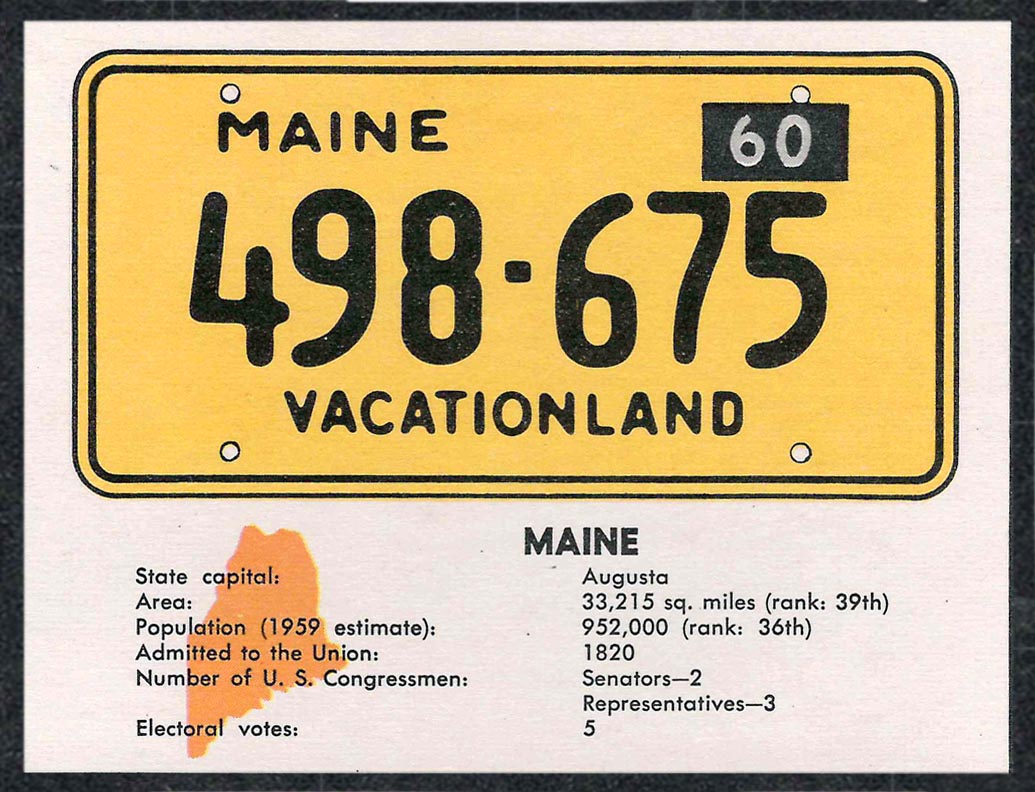 MAINE 60
498-675
VACATIONLAND
MAINE
State capital: Augusta
Area: 33,215 sq. miles (rank: 39th)
Population (1959 estimate): 952,000 (rank: 36th)
Admitted to the Union: 1820
Number of U. S. Congressmen: Senators—2
Representatives—3
Electoral votes: 5